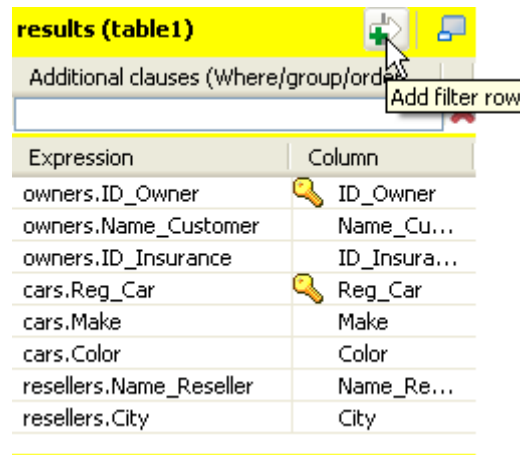 results (table1)
Additional clauses (Where/group/order
Add filter row
Expression Column
owners.ID_Owner ID_Owner
owners.Name_Customer Name_Cu...
owners.ID_Insurance ID_Insura...
cars.Reg_Car Reg_Car
cars.Make Make
cars.Color Color
resellers.Name_Reseller Name_Re...
resellers.City City